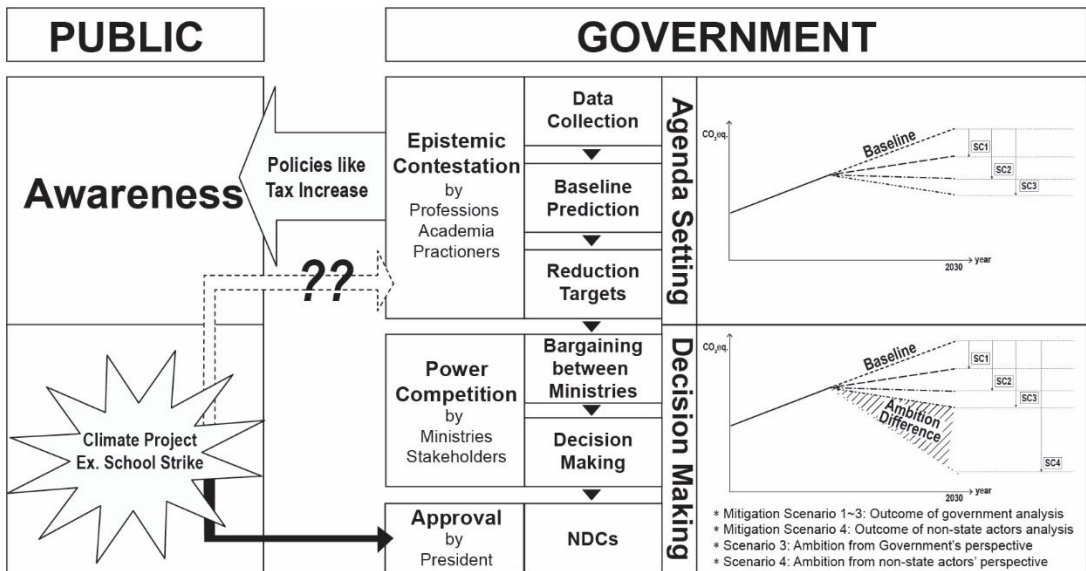 PUBLIC
GOVERNMENT
Awareness
Policies like
Tax Increase
??
Climate Project
Ex. School Strike
Epistemic
Contestation
by
Professions
Academia
Practioners
Data
Collection
Baseline
Prediction
Reduction
Targets
Agenda Setting
CO₂eq.
Baseline
SC1
SC2
SC3
2030
year
Power
Competition
by
Ministries
Stakeholders
Bargaining
between
Ministries
Decision
Making
Approval
by
President
NDCs
Decision Making
CO₂eq.
Baseline
Ambition
Difference
SC1
SC2
SC3
SC4
2030
year
* Mitigation Scenario 1~3: Outcome of government analysis
* Mitigation Scenario 4: Outcome of non-state actors analysis
* Scenario 3: Ambition from Government's perspective
* Scenario 4: Ambition from non-state actors' perspective